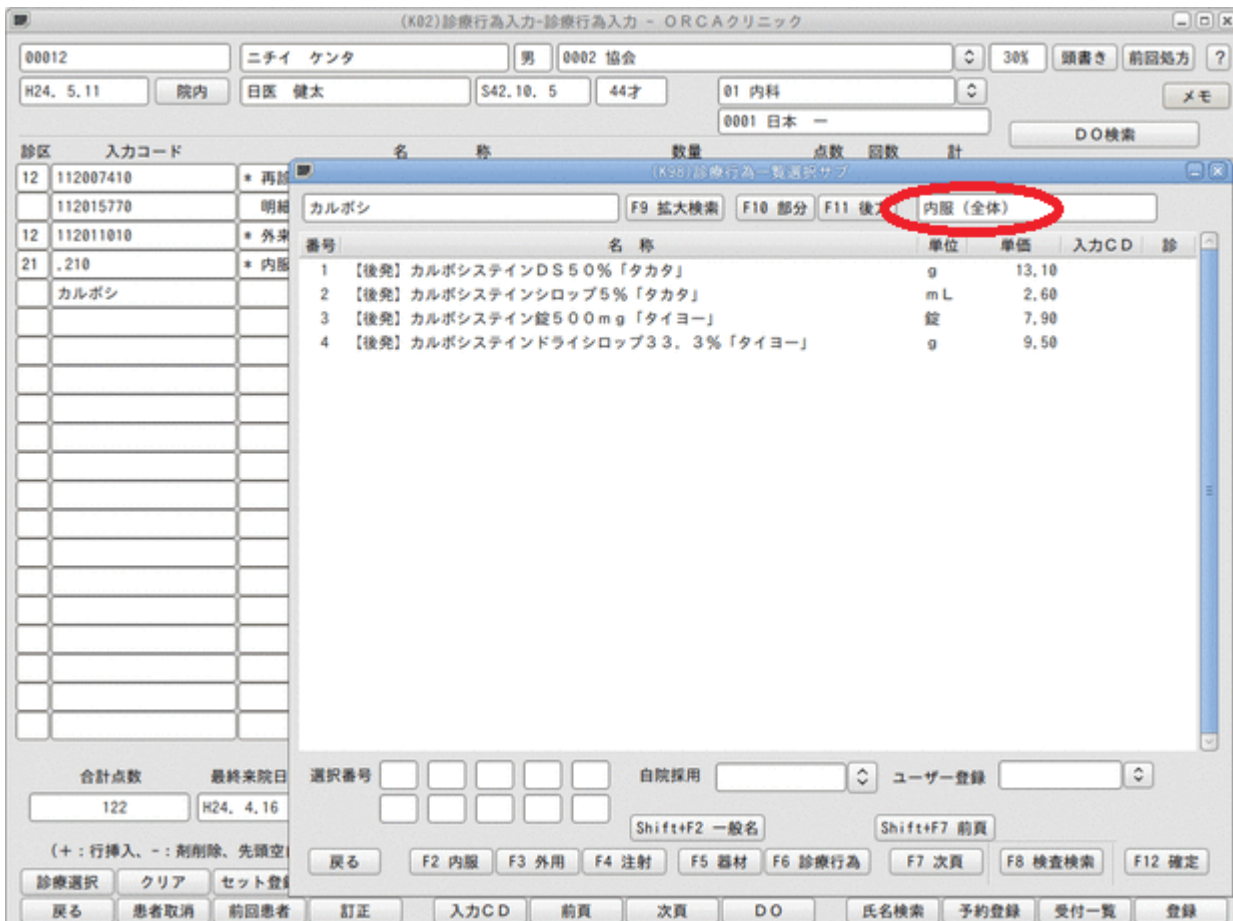 (K02)診療行為入力-診療行為入力 - ORCAクリニック
00012 ニチイ ケンタ 男 0002 協会 30% 頭書き 前回処方 ?
H24. 5.11 院内 日医 健太 S42.10. 5 44才 01 内科 メモ
0001 日本 一
DO検索
診区 入力コード 名 称 数量 点数 回数 計
12 112007410 * 再診
112015770 明細
12 112011010 * 外来
21 .210 * 内服
カルボシ
(K98)診療行為一覧選択サブ
カルボシ F9 拡大検索 F10 部分 F11 後方 内服(全体)
番号 名 称 単位 単価 入力CD 診
1 【後発】カルボシステインDS50%「タカタ」 g 13,10
2 【後発】カルボシステインシロップ5%「タカタ」 mL 2,60
3 【後発】カルボシステイン錠500mg「タイヨー」 錠 7,90
4 【後発】カルボシステインドライシロップ33.3%「タイヨー」 g 9,50
選択番号 自院採用 ユーザー登録
Shift+F2 一般名 Shift+F7 前頁
戻る F2 内服 F3 外用 F4 注射 F5 器材 F6 診療行為 F7 次頁 F8 検査検索 F12 確定
合計点数 最終来院日
122 H24. 4.16
(+:行挿入、-:剤削除、先頭空
診療選択 クリア セット登録
戻る 患者取消 前回患者 訂正 入力CD 前頁 次頁 DO 氏名検索 予約登録 受付一覧 登録